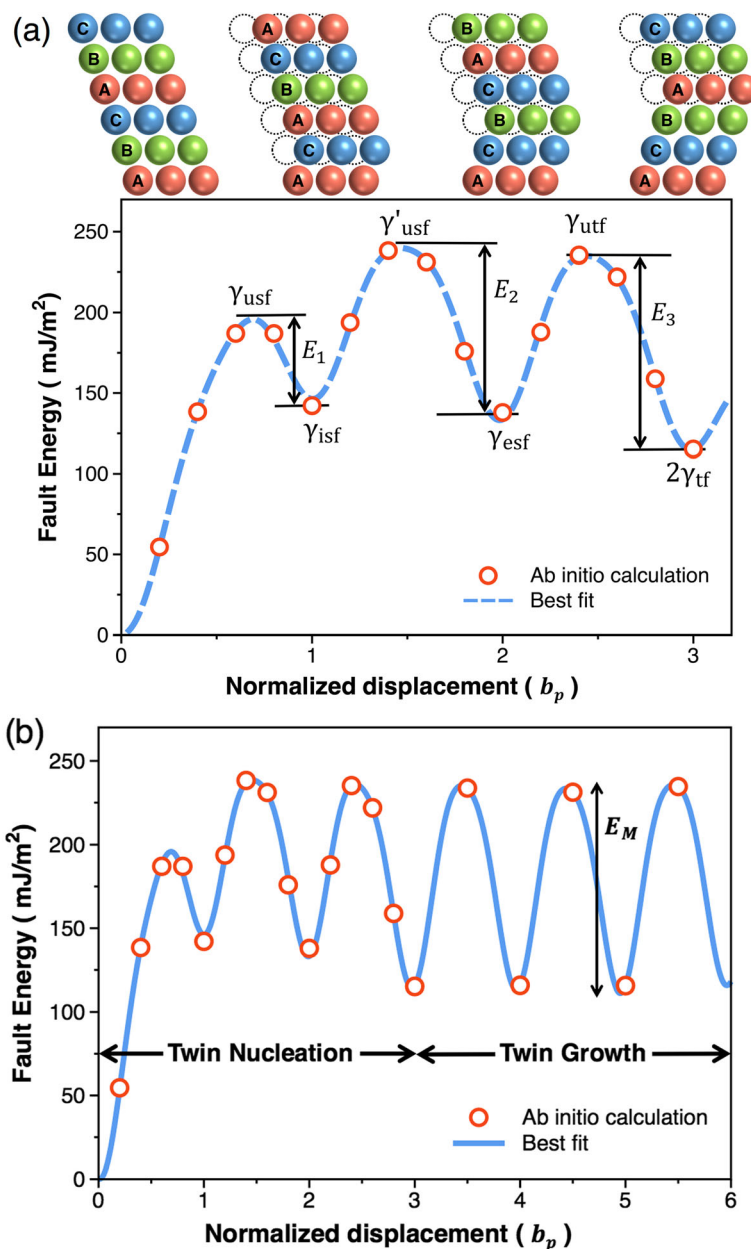 (a)
C A B C
B C A B
A B C A
C A B B
B C C C
A A A A
250
200
150
100
50
0
Fault Energy ( mJ/m²)
γusf
E1
γisf
γ'usf
E2
γesf
γutf
E3
2γtf
Ab initio calculation
Best fit
0 1 2 3
Normalized displacement ( bp )
(b)
250
200
150
100
50
0
Fault Energy ( mJ/m²)
EM
Twin Nucleation Twin Growth
Ab initio calculation
Best fit
0 1 2 3 4 5 6
Normalized displacement ( bp )